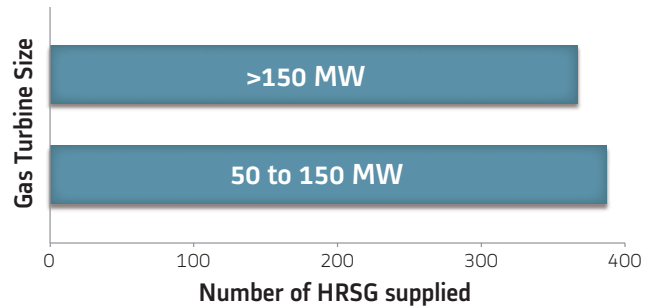 Gas Turbine Size
>150 MW
50 to 150 MW
0 100 200 300 400
Number of HRSG supplied